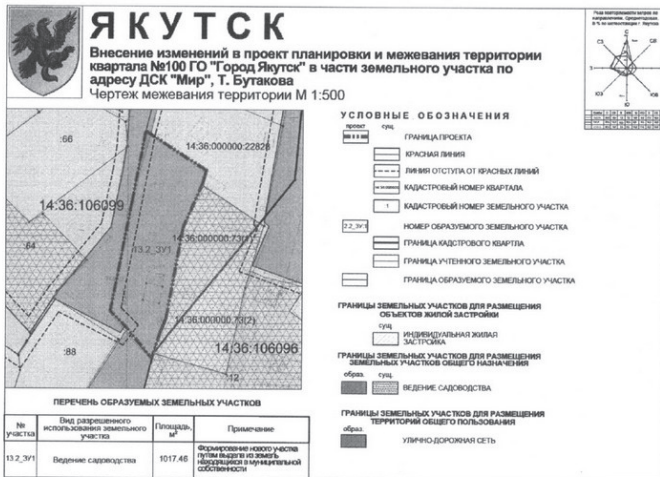 ЯКУТСК
Внесение изменений в проект планировки и межевания территории
квартала №100 ГО "Город Якутск" в части земельного участка по
адресу ДСК "Мир", Т. Бутакова
Чертеж межевания территории М 1:500
СЗ
СВ
ЮЗ
ЮВ
Ю
:66
14:36:000000:22828
14:36:106099
14:36:000000:73(1)
:64
13.2_ЗУ1
14:36:000000:73(2)
14:36:106096
:88
:12
УСЛОВНЫЕ ОБОЗНАЧЕНИЯ
проект сущ.
ГРАНИЦА ПРОЕКТА
КРАСНАЯ ЛИНИЯ
ЛИНИЯ ОТСТУПА ОТ КРАСНЫХ ЛИНИЙ
КАДАСТРОВЫЙ НОМЕР КВАРТАЛА
1 КАДАСТРОВЫЙ НОМЕР ЗЕМЕЛЬНОГО УЧАСТКА
2.2_ЗУ1 НОМЕР ОБРАЗУЕМОГО ЗЕМЕЛЬНОГО УЧАСТКА
ГРАНИЦА КАДСТРОВОГО КВАРТЛА
ГРАНИЦА УЧТЕННОГО ЗЕМЕЛЬНОГО УЧАСТКА
ГРАНИЦА ОБРАЗУЕМОГО ЗЕМЕЛЬНОГО УЧАСТКА
ГРАНИЦЫ ЗЕМЕЛЬНЫХ УЧАСТКОВ ДЛЯ РАЗМЕЩЕНИЯ
ОБЪЕКТОВ ЖИЛОЙ ЗАСТРОЙКИ
сущ.
ИНДИВИДУАЛЬНАЯ ЖИЛАЯ
ЗАСТРОЙКА
ГРАНИЦЫ ЗЕМЕЛЬНЫХ УЧАСТКОВ ДЛЯ РАЗМЕЩЕНИЯ
ЗЕМЕЛЬНЫХ УЧАСТКОВ ОБЩЕГО НАЗНАЧЕНИЯ
образ. сущ.
ВЕДЕНИЕ САДОВОДСТВА
ГРАНИЦЫ ЗЕМЕЛЬНЫХ УЧАСТКОВ ДЛЯ РАЗМЕЩЕНИЯ
ТЕРРИТОРИЙ ОБЩЕГО ПОЛЬЗОВАНИЯ
образ.
УЛИЧНО-ДОРОЖНАЯ СЕТЬ
ПЕРЕЧЕНЬ ОБРАЗУЕМЫХ ЗЕМЕЛЬНЫХ УЧАСТКОВ
№ участка
Вид разрешенного использования земельного участка
Площадь, м²
Примечание
13.2_ЗУ1
Ведение садоводства
1017.46
Формирование нового участка
путем выдела из земель
находящихся в муниципальной
собственности